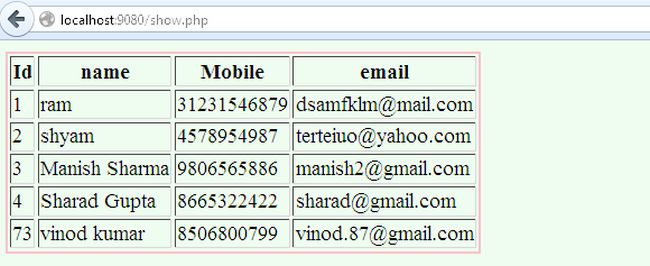 localhost:9080/show.php
Id name Mobile email
1 ram 31231546879 dsamfklm@mail.com
2 shyam 4578954987 terteiuo@yahoo.com
3 Manish Sharma 9806565886 manish2@gmail.com
4 Sharad Gupta 8665322422 sharad@gmail.com
73 vinod kumar 8506800799 vinod.87@gmail.com